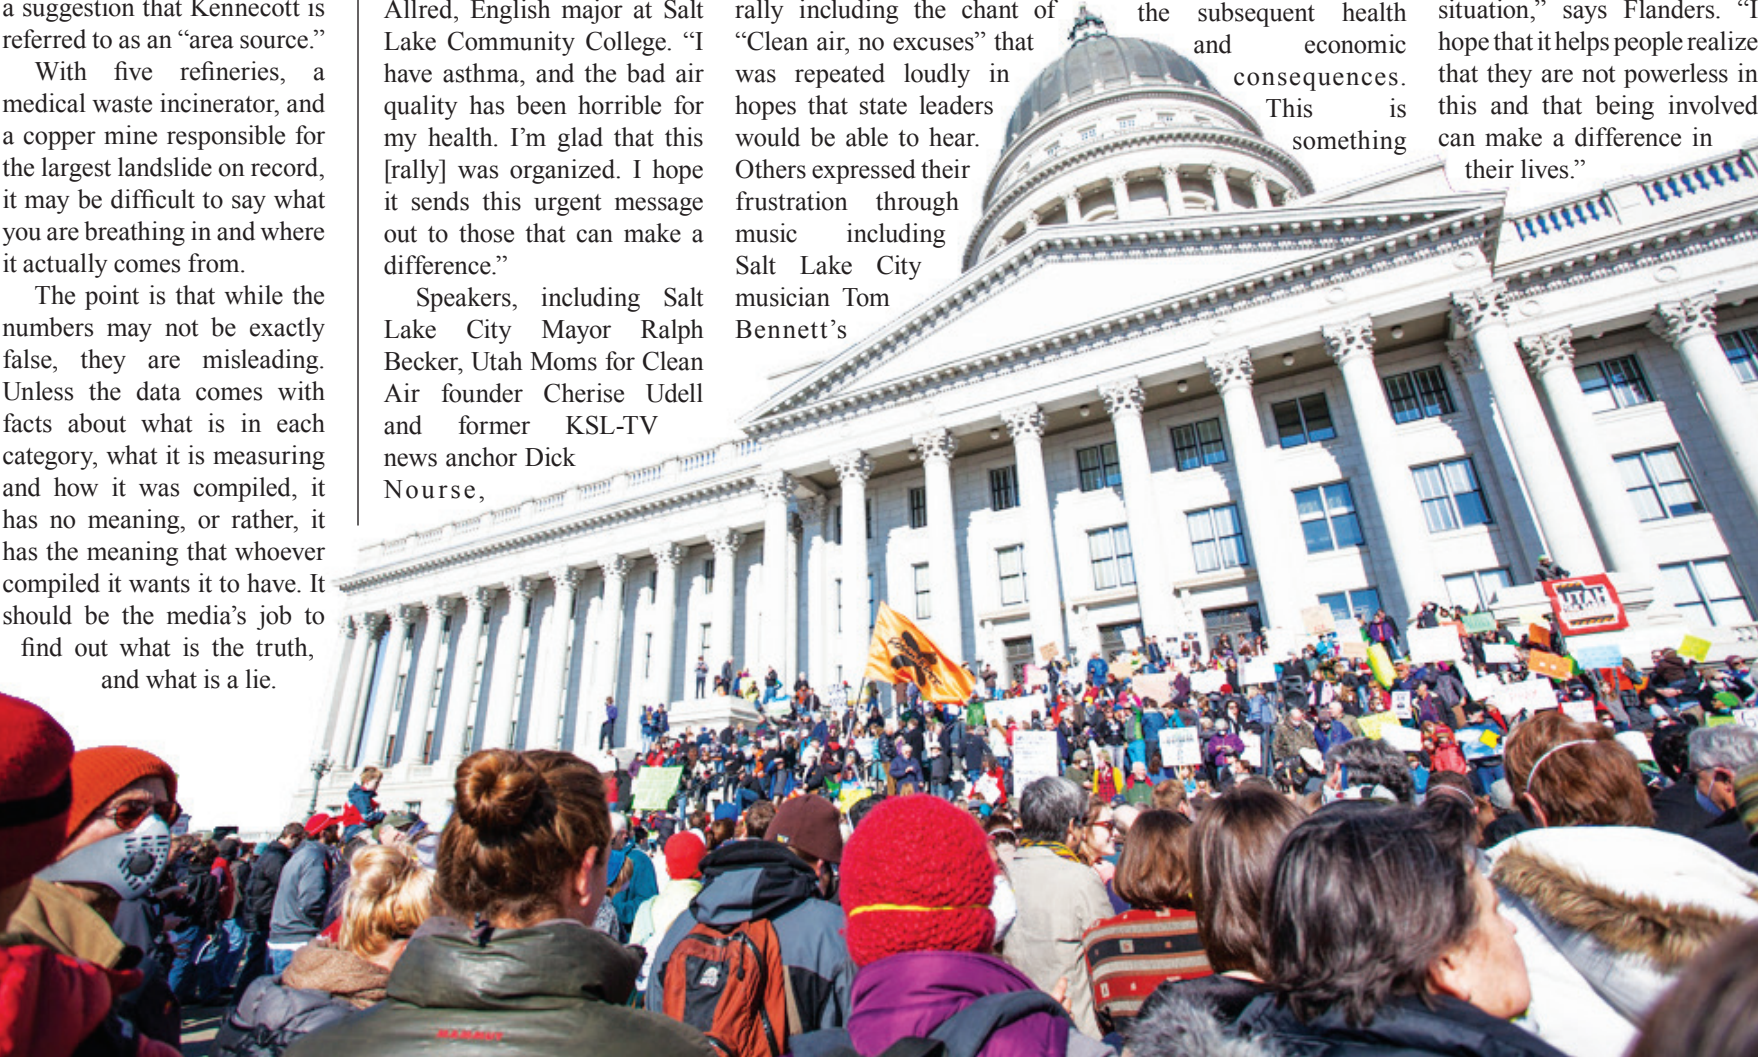 a suggestion that Kennecott is
referred to as an “area source.”
With five refineries, a
medical waste incinerator, and
a copper mine responsible for
the largest landslide on record,
it may be difficult to say what
you are breathing in and where
it actually comes from.
The point is that while the
numbers may not be exactly
false, they are misleading.
Unless the data comes with
facts about what is in each
category, what it is measuring
and how it was compiled, it
has no meaning, or rather, it
has the meaning that whoever
compiled it wants it to have. It
should be the media’s job to
find out what is the truth,
and what is a lie.
Allred, English major at Salt
Lake Community College. “I
have asthma, and the bad air
quality has been horrible for
my health. I’m glad that this
[rally] was organized. I hope
it sends this urgent message
out to those that can make a
difference.”
Speakers, including Salt
Lake City Mayor Ralph
Becker, Utah Moms for Clean
Air founder Cherise Udell
and former KSL-TV
news anchor Dick
Nourse,
rally including the chant of
“Clean air, no excuses” that
was repeated loudly in
hopes that state leaders
would be able to hear.
Others expressed their
frustration through
music including
Salt Lake City
musician Tom
Bennett’s
the subsequent health
and economic
consequences.
This is
something
situation,” says Flanders. “I
hope that it helps people realize
that they are not powerless in
this and that being involved
can make a difference in
their lives.”
UTAH
MAMMUT